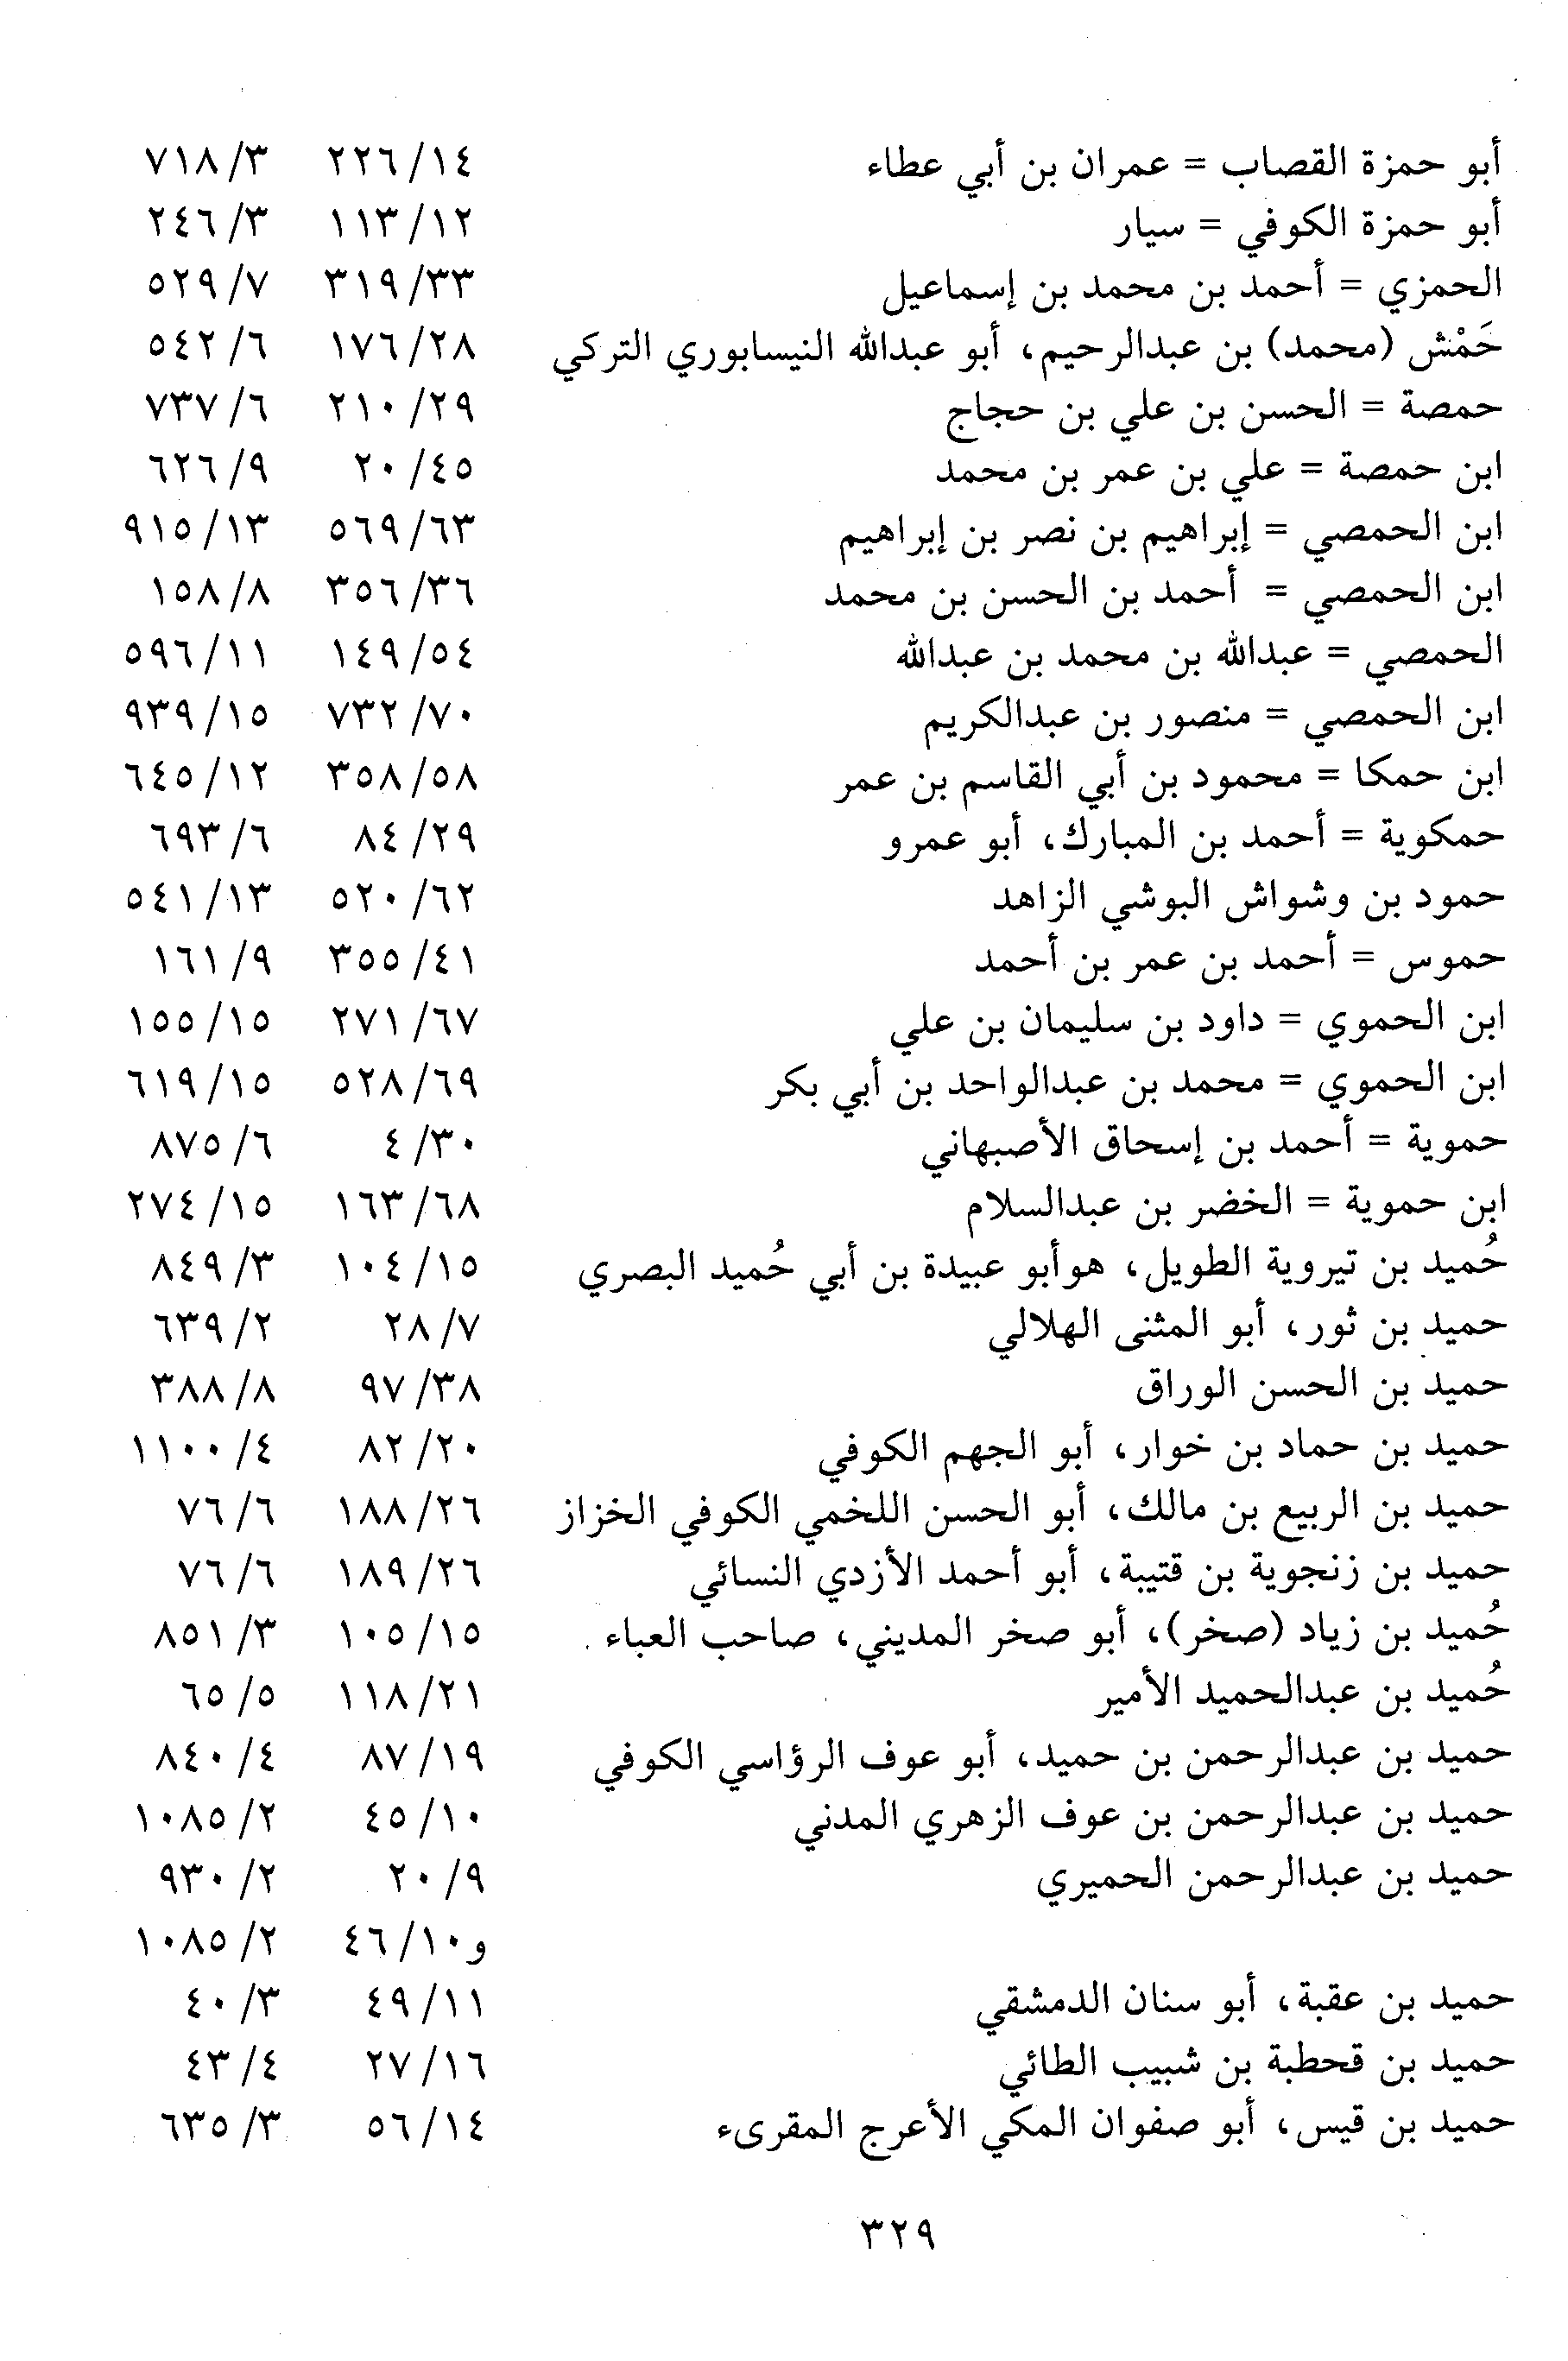 أبو حمزة القصاب = عمران بن أبي عطاء ١٤/ ٢٢٦ ٣/ ٧١٨
أبو حمزة الكوفي = سيار ١٢/ ١١٣ ٣/ ٢٤٦
الحمزي = أحمد بن محمد بن إسماعيل ٣٣/ ٣١٩ ٧/ ٥٢٩
حَمْش (محمد) بن عبدالرحيم، أبو عبدالله النيسابوري التركي ٢٨/ ١٧٦ ٦/ ٥٤٢
حمصة = الحسن بن علي بن حجاج ٢٩/ ٢١٠ ٦/ ٧٣٧
ابن حمصة = علي بن عمر بن محمد ٤٥/ ٢٠ ٩/ ٦٢٦
ابن الحمصي = إبراهيم بن نصر بن إبراهيم ٦٣/ ٥٦٩ ١٣/ ٩١٥
ابن الحمصي = أحمد بن الحسن بن محمد ٣٦/ ٣٥٦ ٨/ ١٥٨
الحمصي = عبدالله بن محمد بن عبدالله ٥٤/ ١٤٩ ١١/ ٥٩٦
ابن الحمصي = منصور بن عبدالكريم ٧٠/ ٧٣٢ ١٥/ ٩٣٩
ابن حمكا = محمود بن أبي القاسم بن عمر ٥٨/ ٣٥٨ ١٢/ ٦٤٥
حمكوية = أحمد بن المبارك، أبو عمرو ٢٩/ ٨٤ ٦/ ٦٩٣
حمود بن وشواش البوشي الزاهد ٦٢/ ٥٢٠ ١٣/ ٥٤١
حموس = أحمد بن عمر بن أحمد ٤١/ ٣٥٥ ٩/ ١٦١
ابن الحموي = داود بن سليمان بن علي ٦٧/ ٢٧١ ١٥/ ١٥٥
ابن الحموي = محمد بن عبدالواحد بن أبي بكر ٦٩/ ٥٢٨ ١٥/ ٦١٩
حموية = أحمد بن إسحاق الأصبهاني ٣٠/ ٤ ٦/ ٨٧٥
ابن حموية = الخضر بن عبدالسلام ٦٨/ ١٦٣ ١٥/ ٢٧٤
حُميد بن تيروية الطويل، هوأبو عبيدة بن أبي حُميد البصري ١٥/ ١٠٤ ٣/ ٨٤٩
حميد بن ثور، أبو المثنى الهلالي ٧/ ٢٨ ٢/ ٦٣٩
حميد بن الحسن الوراق ٣٨/ ٩٧ ٨/ ٣٨٨
حميد بن حماد بن خوار، أبو الجهم الكوفي ٢٠/ ٨٢ ٤/ ١١٠٠
حميد بن الربيع بن مالك، أبو الحسن اللخمي الكوفي الخزاز ٢٦/ ١٨٨ ٦/ ٧٦
حميد بن زنجوية بن قتيبة، أبو أحمد الأزدي النسائي ٢٦/ ١٨٩ ٦/ ٧٦
حُميد بن زياد (صخر)، أبو صخر المديني، صاحب العباء . ١٥/ ١٠٥ ٣/ ٨٥١
حُميد بن عبدالحميد الأمير ٢١/ ١١٨ ٥/ ٦٥
حميد بن عبدالرحمن بن حميد، أبو عوف الرؤاسي الكوفي ١٩/ ٨٧ ٤/ ٨٤٠
حميد بن عبدالرحمن بن عوف الزهري المدني ١٠/ ٤٥ ٢/ ١٠٨٥
حميد بن عبدالرحمن الحميري ٩/ ٢٠ ٢/ ٩٣٠
و١٠/ ٤٦ ٢/ ١٠٨٥
حميد بن عقبة، أبو سنان الدمشقي ١١/ ٤٩ ٣/ ٤٠
حميد بن قحطبة بن شبيب الطائي ١٦/ ٢٧ ٤/ ٤٣
حميد بن قيس، أبو صفوان المكي الأعرج المقرىء ١٤/ ٥٦ ٣/ ٦٣٥
٣٢٩